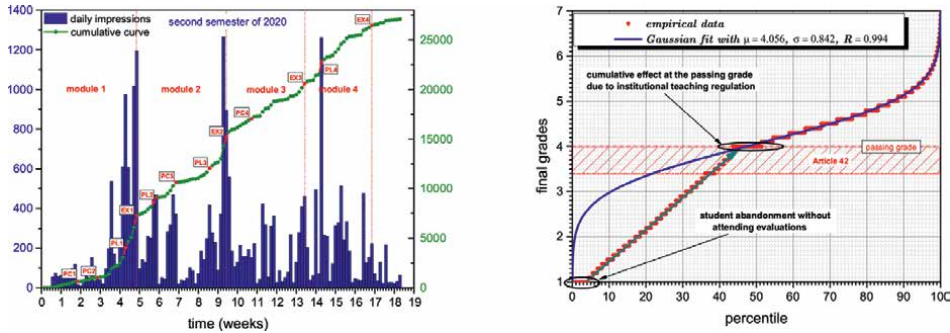 daily impressions
cumulative curve
second semester of 2020
1400
1200
1000
800
600
400
200
0
25000
20000
15000
10000
5000
0
module 1
module 2
module 3
module 4
PC1
PC2
PL1
EX1
PL2
PC3
PL3
EX2
PC4
EX3
PL4
EX4
0 1 2 3 4 5 6 7 8 9 10 11 12 13 14 15 16 17 18 19
time (weeks)
empirical data
Gaussian fit with μ = 4.056, σ = 0.842, R = 0.994
cumulative effect at the passing grade
due to institutional teaching regulation
passing grade
Article 42
student abandonment without
attending evaluations
final grades
7
6
5
4
3
2
1
0 10 20 30 40 50 60 70 80 90 100
percentile